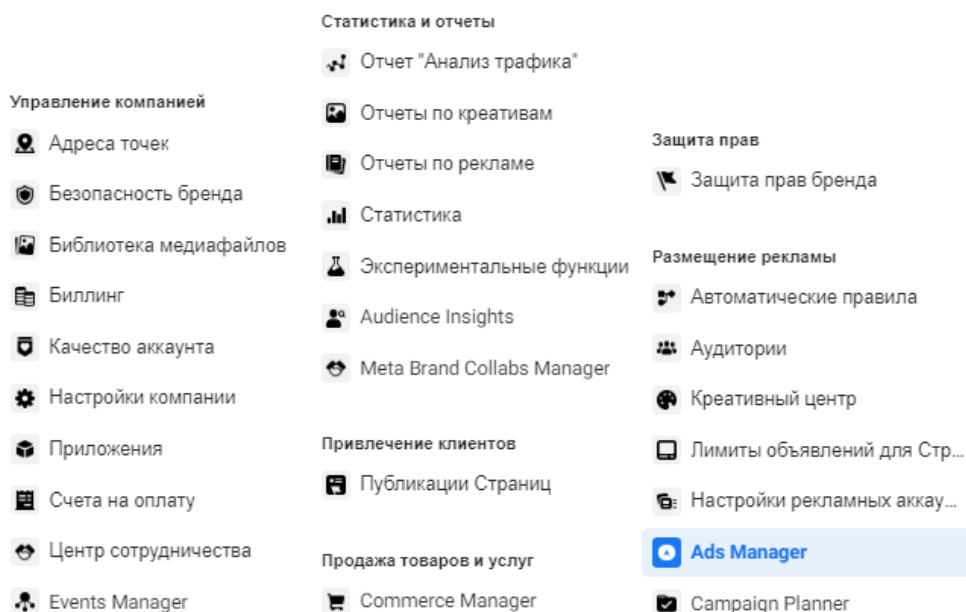 Управление компанией
Адреса точек
Безопасность бренда
Библиотека медиафайлов
Биллинг
Качество аккаунта
Настройки компании
Приложения
Счета на оплату
Центр сотрудничества
Events Manager
Статистика и отчеты
Отчет "Анализ трафика"
Отчеты по креативам
Отчеты по рекламе
Статистика
Экспериментальные функции
Audience Insights
Meta Brand Collabs Manager
Привлечение клиентов
Публикации Страниц
Продажа товаров и услуг
Commerce Manager
Защита прав
Защита прав бренда
Размещение рекламы
Автоматические правила
Аудитории
Креативный центр
Лимиты объявлений для Стр...
Настройки рекламных аккау...
Ads Manager
Campaign Planner